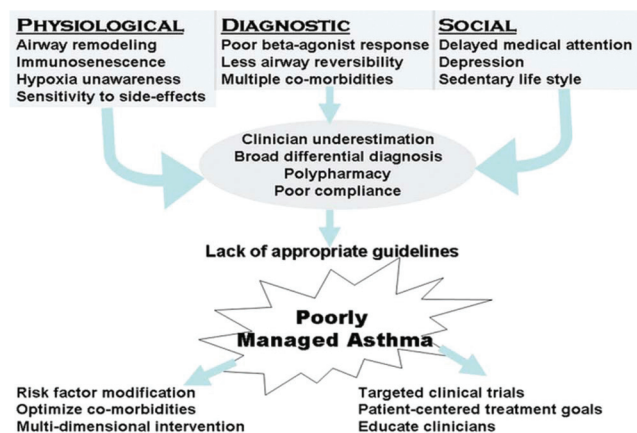 PHYSIOLOGICAL
Airway remodeling
Immunosenescence
Hypoxia unawareness
Sensitivity to side-effects
DIAGNOSTIC
Poor beta-agonist response
Less airway reversibility
Multiple co-morbidities
SOCIAL
Delayed medical attention
Depression
Sedentary life style
Clinician underestimation
Broad differential diagnosis
Polypharmacy
Poor compliance
Lack of appropriate guidelines
Poorly
Managed Asthma
Risk factor modification
Optimize co-morbidities
Multi-dimensional intervention
Targeted clinical trials
Patient-centered treatment goals
Educate clinicians